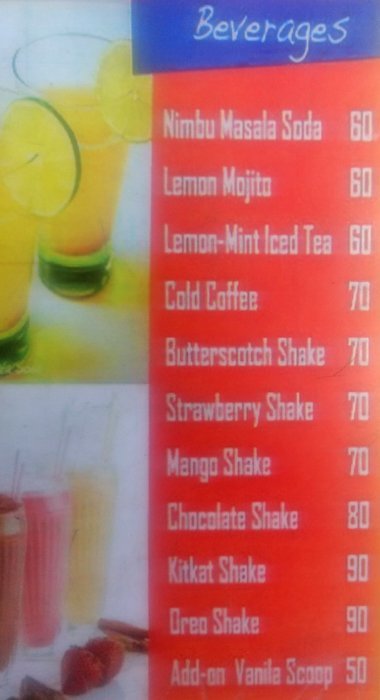 Beverages
Nimbu Masala Soda 60
Lemon Mojito 60
Lemon-Mint Iced Tea 60
Cold Coffee 70
Butterscotch Shake 70
Strawberry Shake 70
Mango Shake 70
Chocolate Shake 80
Kitkat Shake 90
Oreo Shake 90
Add-on Vanila Scoop 50